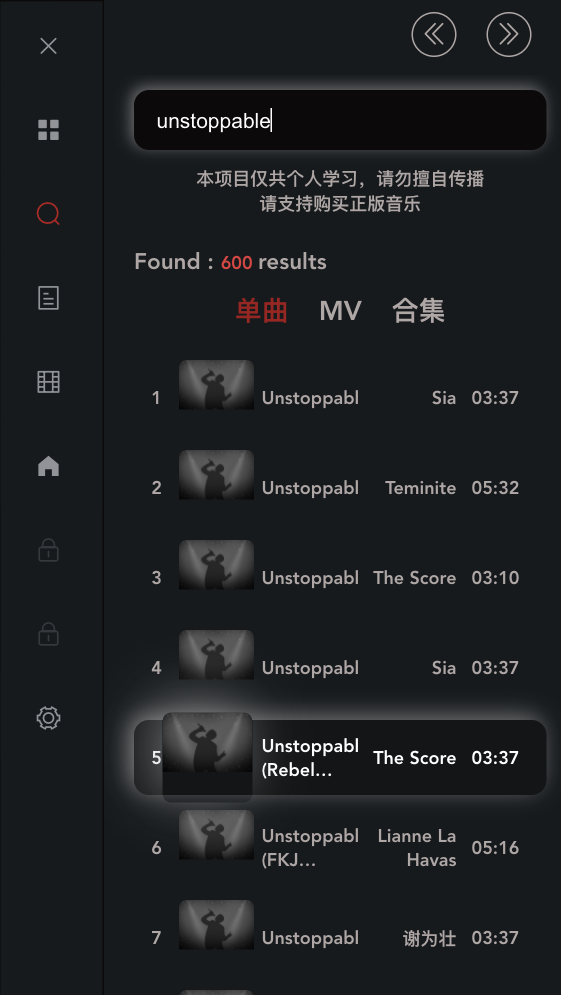 unstoppable
本项目仅共个人学习，请勿擅自传播
请支持购买正版音乐
Found : 600 results
单曲 MV 合集
1 Unstoppabl Sia 03:37
2 Unstoppabl Teminite 05:32
3 Unstoppabl The Score 03:10
4 Unstoppabl Sia 03:37
5 Unstoppabl The Score 03:37
(Rebel...
6 Unstoppabl Lianne La 05:16
(FKJ... Havas
7 Unstoppabl 谢为壮 03:37